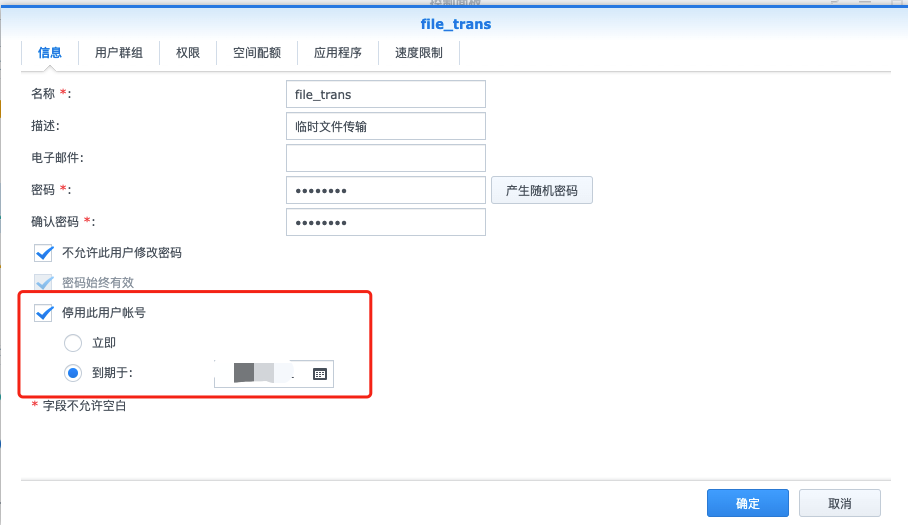 file_trans
信息 用户群组 权限 空间配额 应用程序 速度限制
名称 *: file_trans
描述: 临时文件传输
电子邮件:
密码 *: •••••••• 产生随机密码
确认密码 *: ••••••••
不允许此用户修改密码
密码始终有效
停用此用户帐号
立即
到期于:
* 字段不允许空白
确定 取消